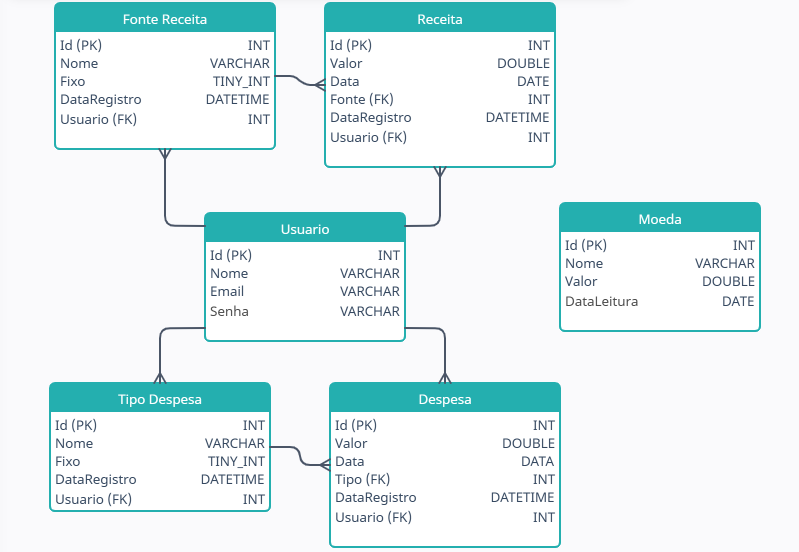 Fonte Receita
Id (PK) INT
Nome VARCHAR
Fixo TINY_INT
DataRegistro DATETIME
Usuario (FK) INT
Receita
Id (PK) INT
Valor DOUBLE
Data DATE
Fonte (FK) INT
DataRegistro DATETIME
Usuario (FK) INT
Usuario
Id (PK) INT
Nome VARCHAR
Email VARCHAR
Senha VARCHAR
Moeda
Id (PK) INT
Nome VARCHAR
Valor DOUBLE
DataLeitura DATE
Tipo Despesa
Id (PK) INT
Nome VARCHAR
Fixo TINY_INT
DataRegistro DATETIME
Usuario (FK) INT
Despesa
Id (PK) INT
Valor DOUBLE
Data DATA
Tipo (FK) INT
DataRegistro DATETIME
Usuario (FK) INT